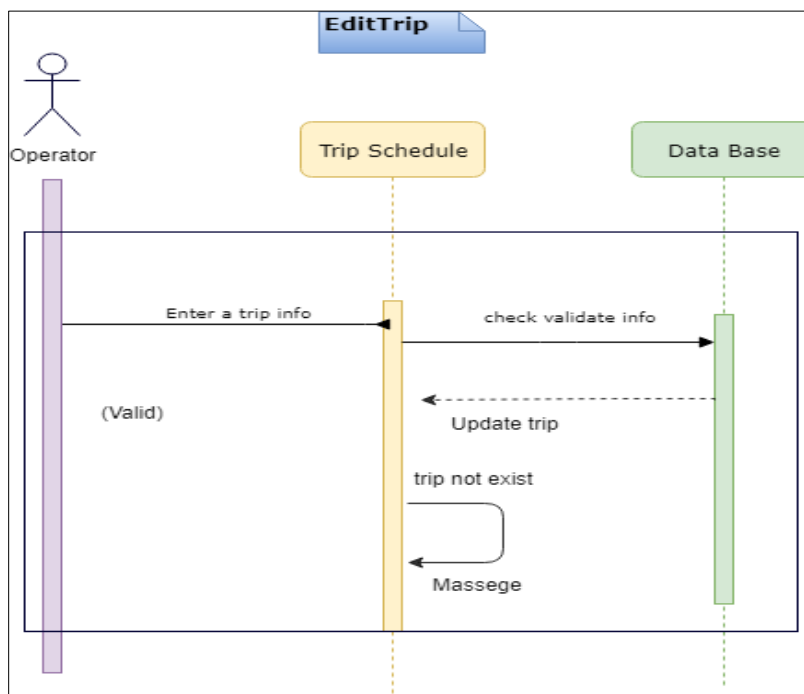 EditTrip
Operator
Trip Schedule
Data Base
Enter a trip info
check validate info
(Valid)
Update trip
trip not exist
Massege